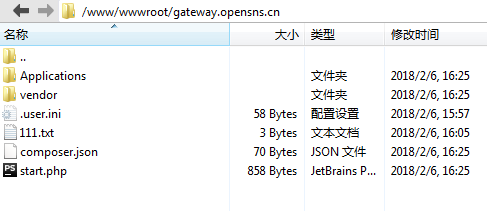 /www/wwwroot/gateway.opensns.cn
名称 大小 类型 修改时间
..
Applications 文件夹 2018/2/6, 16:25
vendor 文件夹 2018/2/6, 16:25
.user.ini 58 Bytes 配置设置 2018/2/6, 15:57
111.txt 3 Bytes 文本文档 2018/2/6, 16:05
composer.json 70 Bytes JSON 文件 2018/2/6, 16:25
PS start.php 858 Bytes JetBrains P... 2018/2/6, 16:25